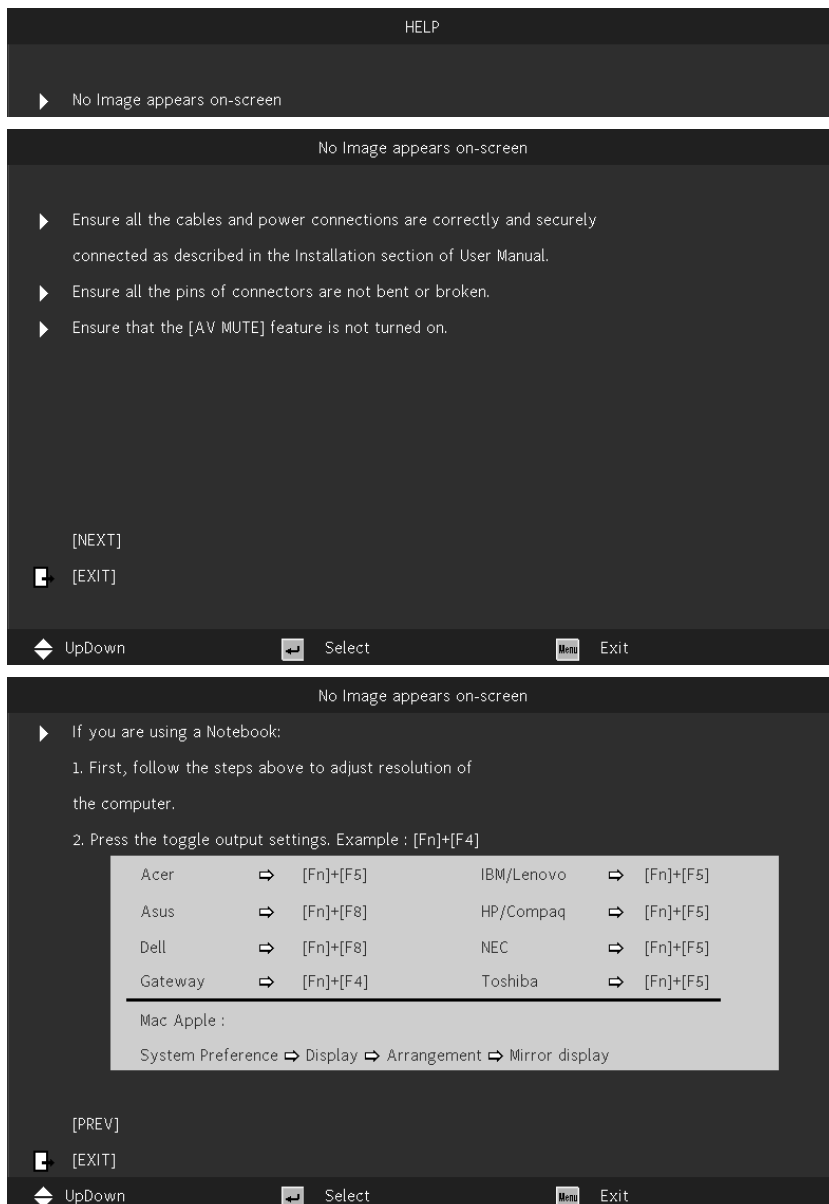 HELP
No Image appears on-screen
No Image appears on-screen
Ensure all the cables and power connections are correctly and securely
connected as described in the Installation section of User Manual.
Ensure all the pins of connectors are not bent or broken.
Ensure that the [AV MUTE] feature is not turned on.
[NEXT]
[EXIT]
UpDown Select Menu Exit
No Image appears on-screen
If you are using a Notebook:
1. First, follow the steps above to adjust resolution of
the computer.
2. Press the toggle output settings. Example : [Fn]+[F4]
Acer ⇨ [Fn]+[F5] IBM/Lenovo ⇨ [Fn]+[F5]
Asus ⇨ [Fn]+[F8] HP/Compaq ⇨ [Fn]+[F5]
Dell ⇨ [Fn]+[F8] NEC ⇨ [Fn]+[F5]
Gateway ⇨ [Fn]+[F4] Toshiba ⇨ [Fn]+[F5]
Mac Apple :
System Preference ⇨ Display ⇨ Arrangement ⇨ Mirror display
[PREV]
[EXIT]
UpDown Select Menu Exit